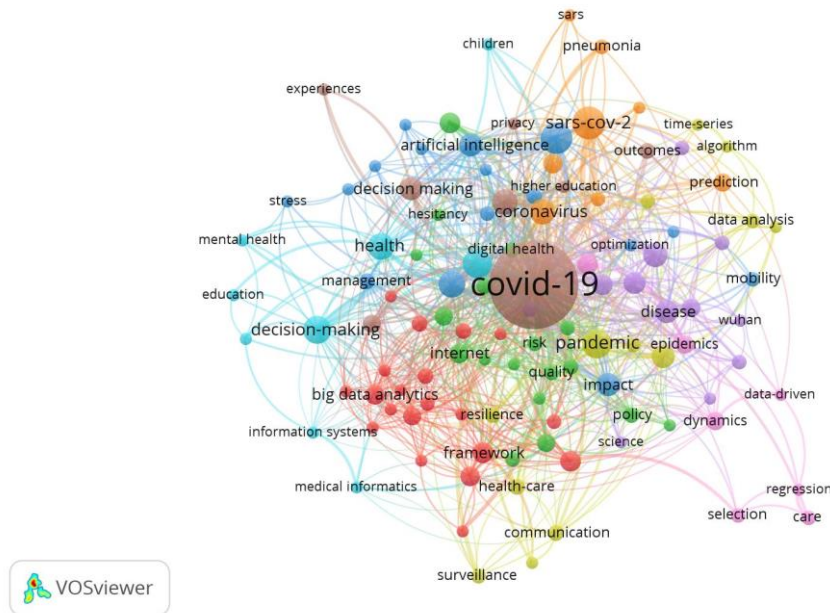 sars
children
pneumonia
experiences
privacy
sars-cov-2
time-series
artificial intelligence
outcomes
algorithm
decision making
higher education
prediction
stress
hesitancy
coronavirus
data analysis
mental health
health
digital health
optimization
management
covid-19
mobility
education
disease
wuhan
decision-making
internet
risk
pandemic
epidemics
quality
big data analytics
impact
data-driven
resilience
policy
dynamics
information systems
science
framework
medical informatics
health-care
regression
selection
care
communication
surveillance
VOSviewer